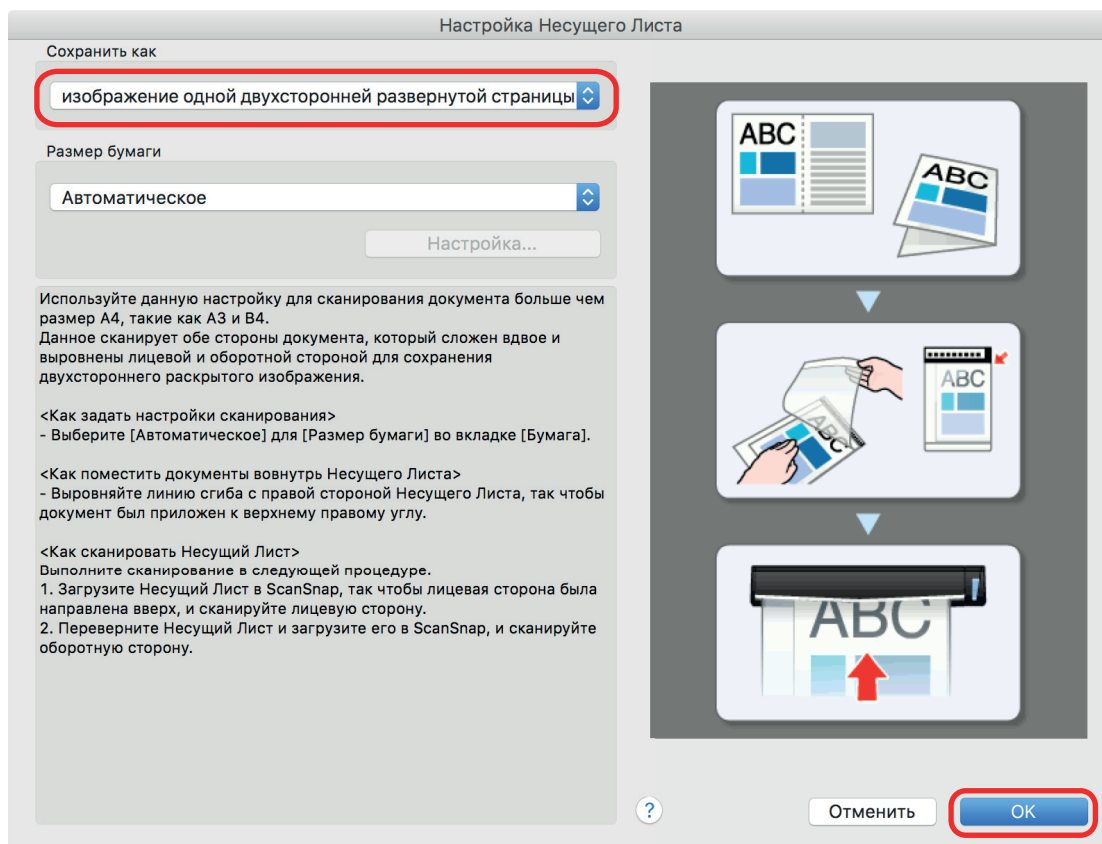 Настройка Несущего Листа
Сохранить как
изображение одной двухсторонней развернутой страницы
Размер бумаги
Автоматическое
Настройка...
Используйте данную настройку для сканирования документа больше чем
размер A4, такие как A3 и B4.
Данное сканирует обе стороны документа, который сложен вдвое и
выровнены лицевой и оборотной стороной для сохранения
двухстороннего раскрытого изображения.
<Как задать настройки сканирования>
- Выберите [Автоматическое] для [Размер бумаги] во вкладке [Бумага].
<Как поместить документы вовнутрь Несущего Листа>
- Выровняйте линию сгиба с правой стороной Несущего Листа, так чтобы
документ был приложен к верхнему правому углу.
<Как сканировать Несущий Лист>
Выполните сканирование в следующей процедуре.
1. Загрузите Несущий Лист в ScanSnap, так чтобы лицевая сторона была
направлена вверх, и сканируйте лицевую сторону.
2. Переверните Несущий Лист и загрузите его в ScanSnap, и сканируйте
оборотную сторону.
ABC
ABC
ABC
ABC
ABC
?
Отменить
OK